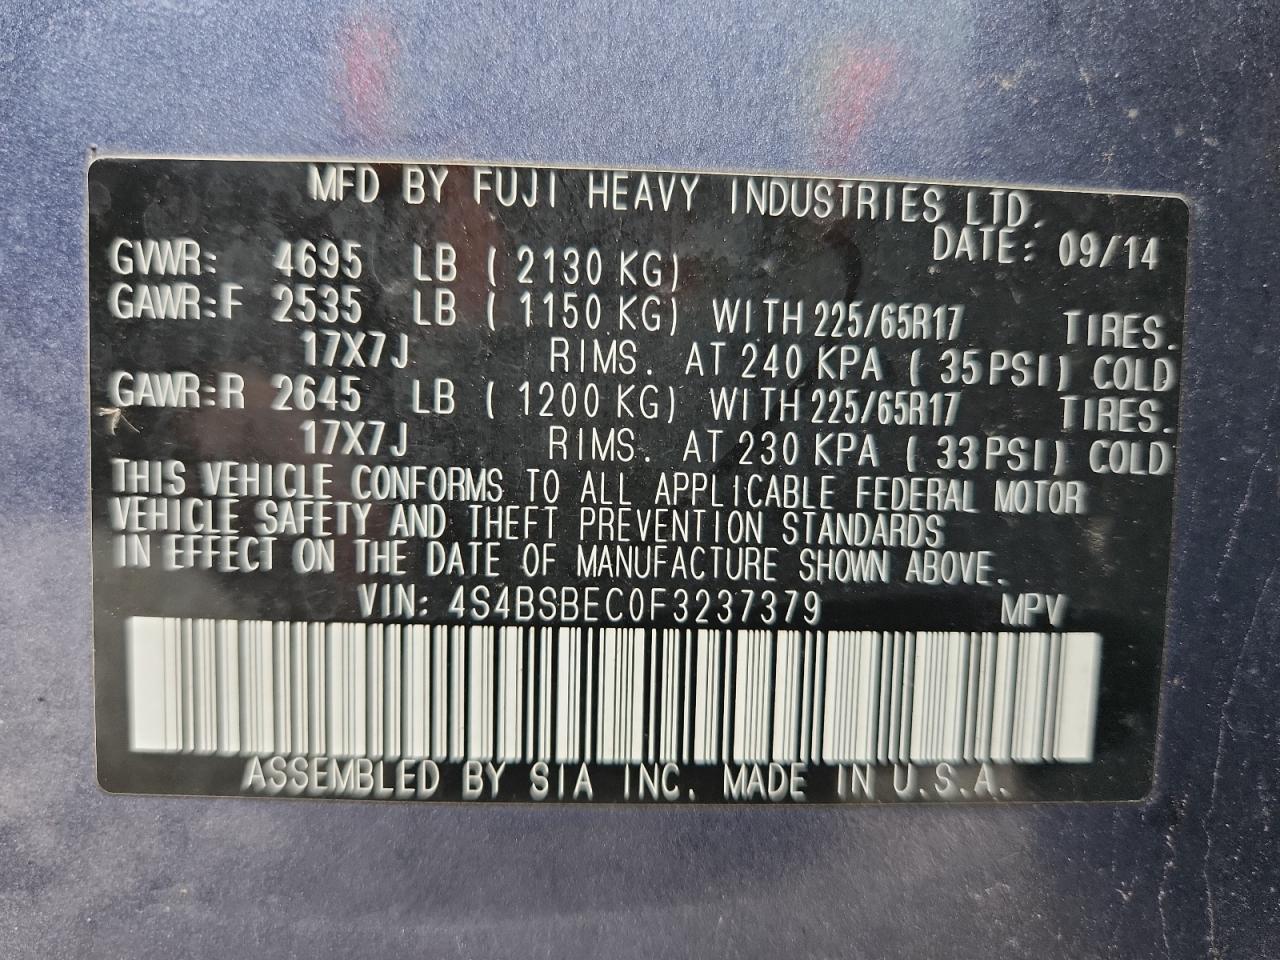 MFD BY FUJI HEAVY INDUSTRIES LTD.
DATE: 09/14
GVWR: 4695 LB ( 2130 KG)
GAWR:F 2535 LB ( 1150 KG) WITH 225/65R17 TIRES.
17X7J RIMS. AT 240 KPA ( 35PSI) COLD
GAWR:R 2645 LB ( 1200 KG) WITH 225/65R17 TIRES.
17X7J RIMS. AT 230 KPA ( 33PSI) COLD
THIS VEHICLE CONFORMS TO ALL APPLICABLE FEDERAL MOTOR
VEHICLE SAFETY AND THEFT PREVENTION STANDARDS
IN EFFECT ON THE DATE OF MANUFACTURE SHOWN ABOVE.
VIN: 4S4BSBEC0F3237379 MPV
ASSEMBLED BY SIA INC. MADE IN U.S.A.